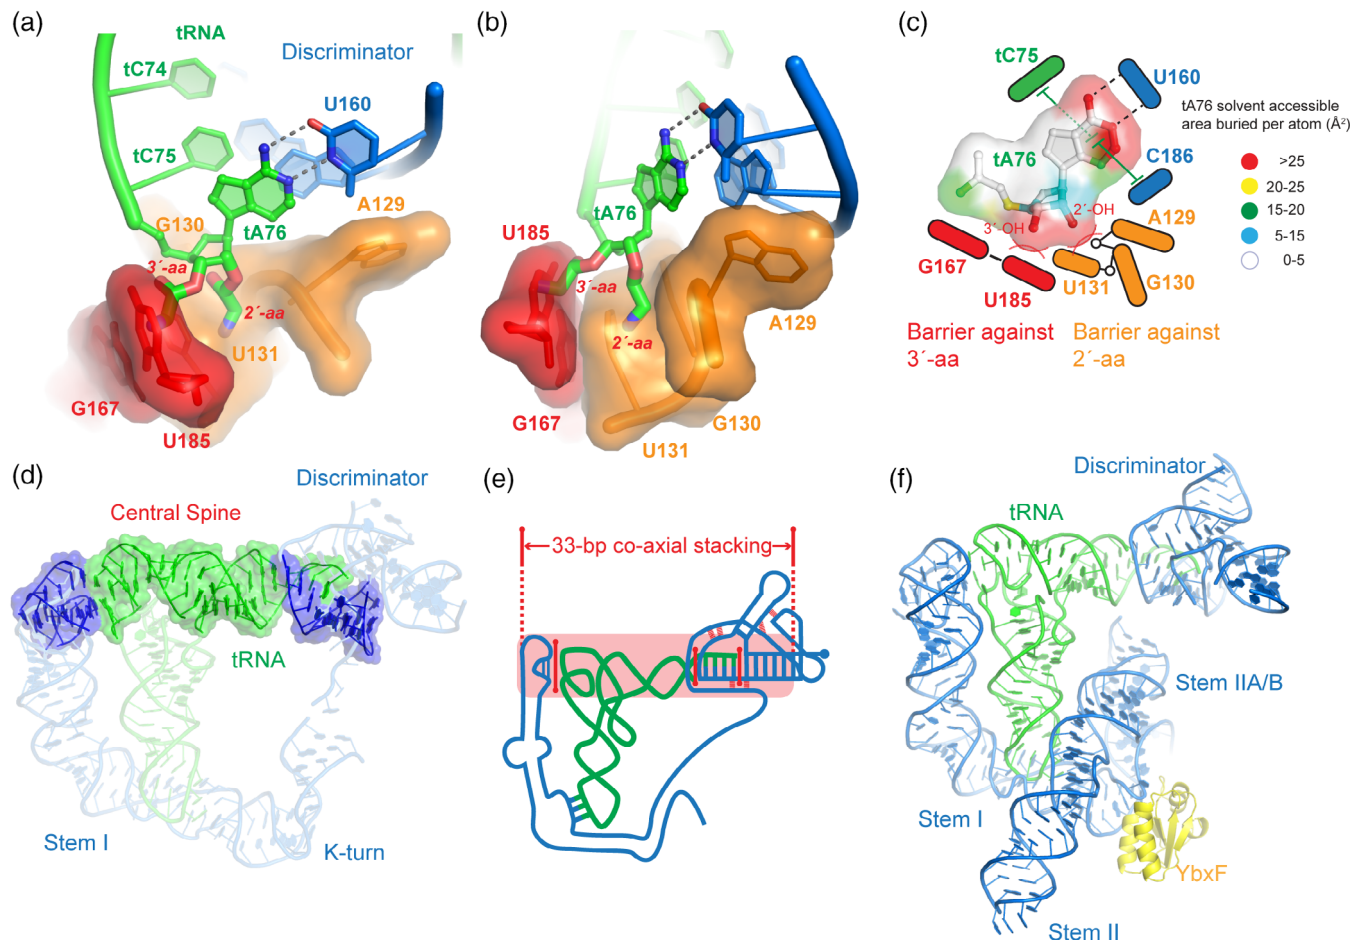 (a)
tRNA
Discriminator
tC74
U160
tC75
A129
G130
tA76
3´-aa
2´-aa
U131
G167
U185
(b)
U185
tA76
3´-aa
2´-aa
A129
G130
G167
U131
(c)
tC75
U160
tA76 solvent accessible
area buried per atom (Å²)
tA76
C186
>25
20-25
15-20
5-15
0-5
2´-OH
3´-OH
A129
G167
U131
G130
U185
Barrier against
3´-aa
Barrier against
2´-aa
(d)
Discriminator
Central Spine
tRNA
Stem I
K-turn
(e)
33-bp co-axial stacking
(f)
Discriminator
tRNA
Stem IIA/B
Stem I
YbxF
Stem II